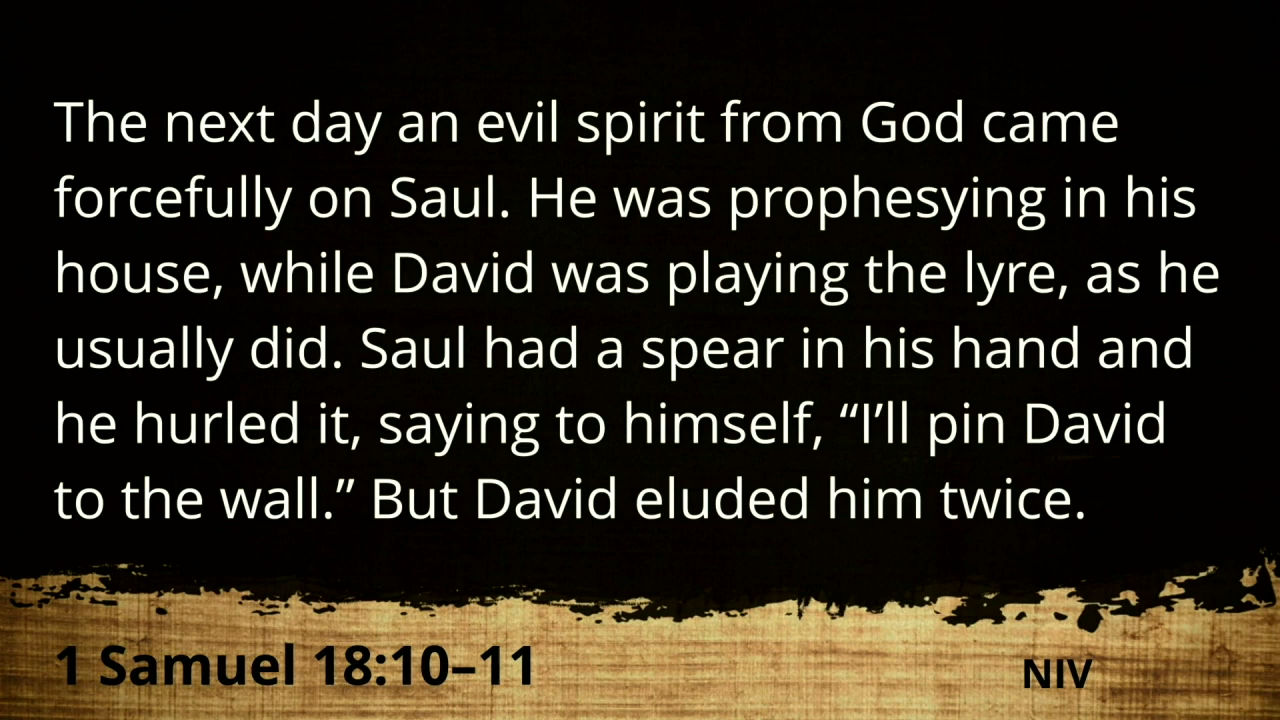 The next day an evil spirit from God came
forcefully on Saul. He was prophesying in his
house, while David was playing the lyre, as he
usually did. Saul had a spear in his hand and
he hurled it, saying to himself, “I’ll pin David
to the wall.” But David eluded him twice.
1 Samuel 18:10–11
NIV